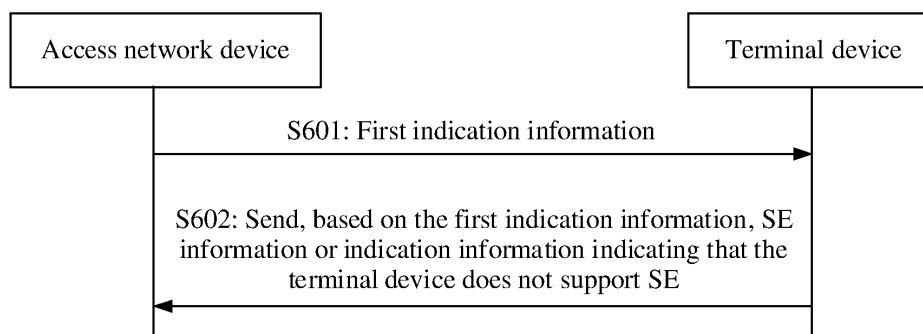 Access network device
Terminal device
S601: First indication information
S602: Send, based on the first indication information, SE
information or indication information indicating that the
terminal device does not support SE